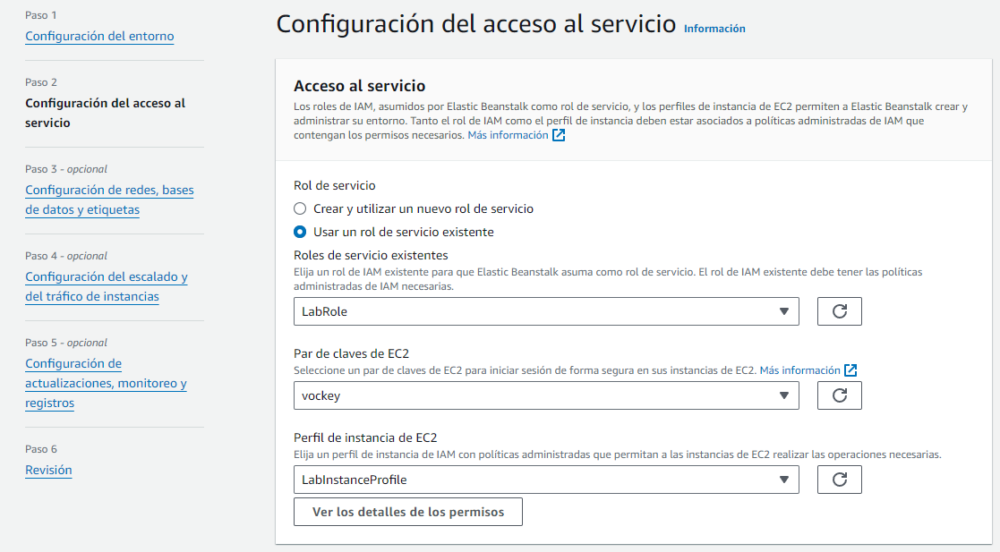 Paso 1
Configuración del entorno
Paso 2
Configuración del acceso al
servicio
Paso 3 - opcional
Configuración de redes, bases
de datos y etiquetas
Paso 4 - opcional
Configuración del escalado y
del tráfico de instancias
Paso 5 - opcional
Configuración de
actualizaciones, monitoreo y
registros
Paso 6
Revisión
Configuración del acceso al servicio Información
Acceso al servicio
Los roles de IAM, asumidos por Elastic Beanstalk como rol de servicio, y los perfiles de instancia de EC2 permiten a Elastic Beanstalk crear y
administrar su entorno. Tanto el rol de IAM como el perfil de instancia deben estar asociados a políticas administradas de IAM que
contengan los permisos necesarios. Más información
Rol de servicio
Crear y utilizar un nuevo rol de servicio
Usar un rol de servicio existente
Roles de servicio existentes
Elija un rol de IAM existente para que Elastic Beanstalk asuma como rol de servicio. El rol de IAM existente debe tener las políticas
administradas de IAM necesarias.
LabRole
Par de claves de EC2
Seleccione un par de claves de EC2 para iniciar sesión de forma segura en sus instancias de EC2. Más información
vockey
Perfil de instancia de EC2
Elija un perfil de instancia de IAM con políticas administradas que permitan a las instancias de EC2 realizar las operaciones necesarias.
LabInstanceProfile
Ver los detalles de los permisos